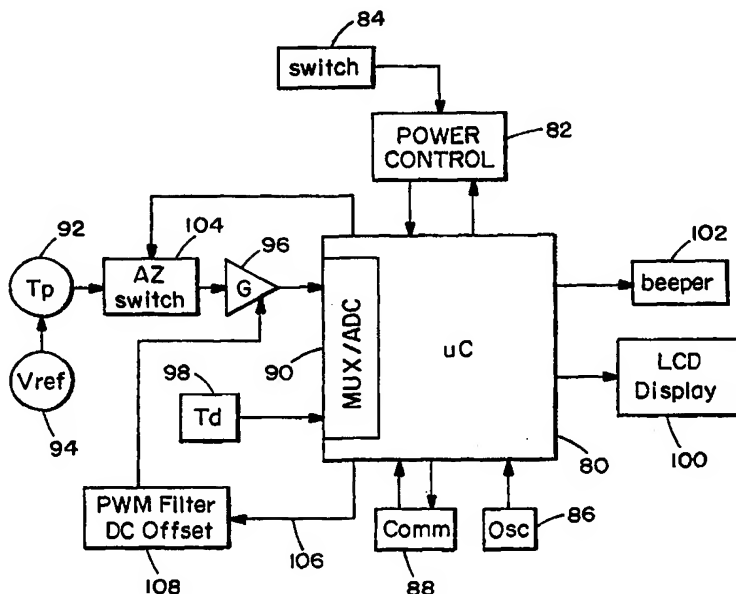 84
switch
POWER
CONTROL
82
92
104
96
102
Tp
AZ
switch
G
beeper
MUX/ADC
90
uC
Vref
94
98
Td
LCD
Display
80
100
PWM Filter
DC Offset
106
108
Comm
88
Osc
86